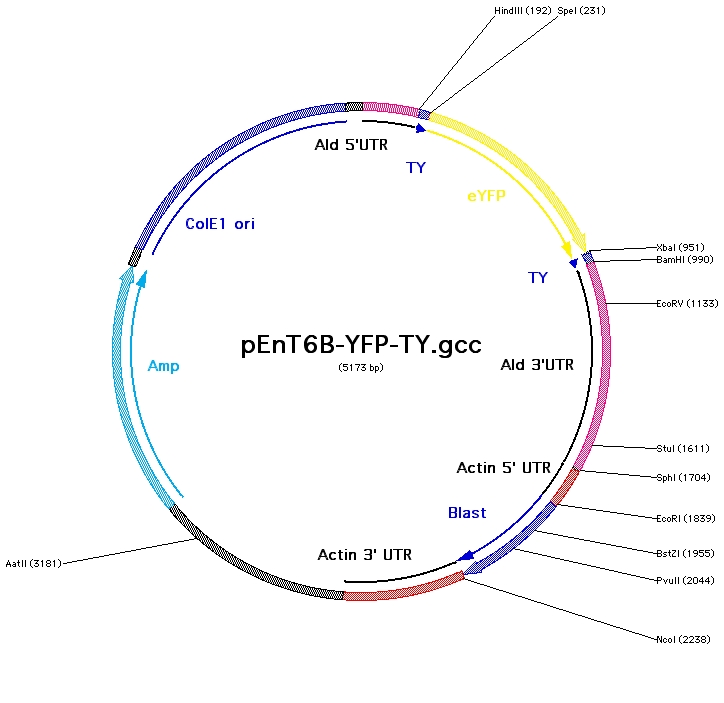 HindIII (192) SpeI (231)
Ald 5'UTR
TY
eYFP
ColE1 ori
XbaI (951)
BamHI (990)
TY
EcoRV (1133)
pEnT6B-YFP-TY.gcc
(5173 bp)
Amp
Ald 3'UTR
StuI (1611)
Actin 5' UTR
SphI (1704)
Blast
EcoRI (1839)
BstZI (1955)
Actin 3' UTR
AatII (3181)
PvuII (2044)
NcoI (2238)